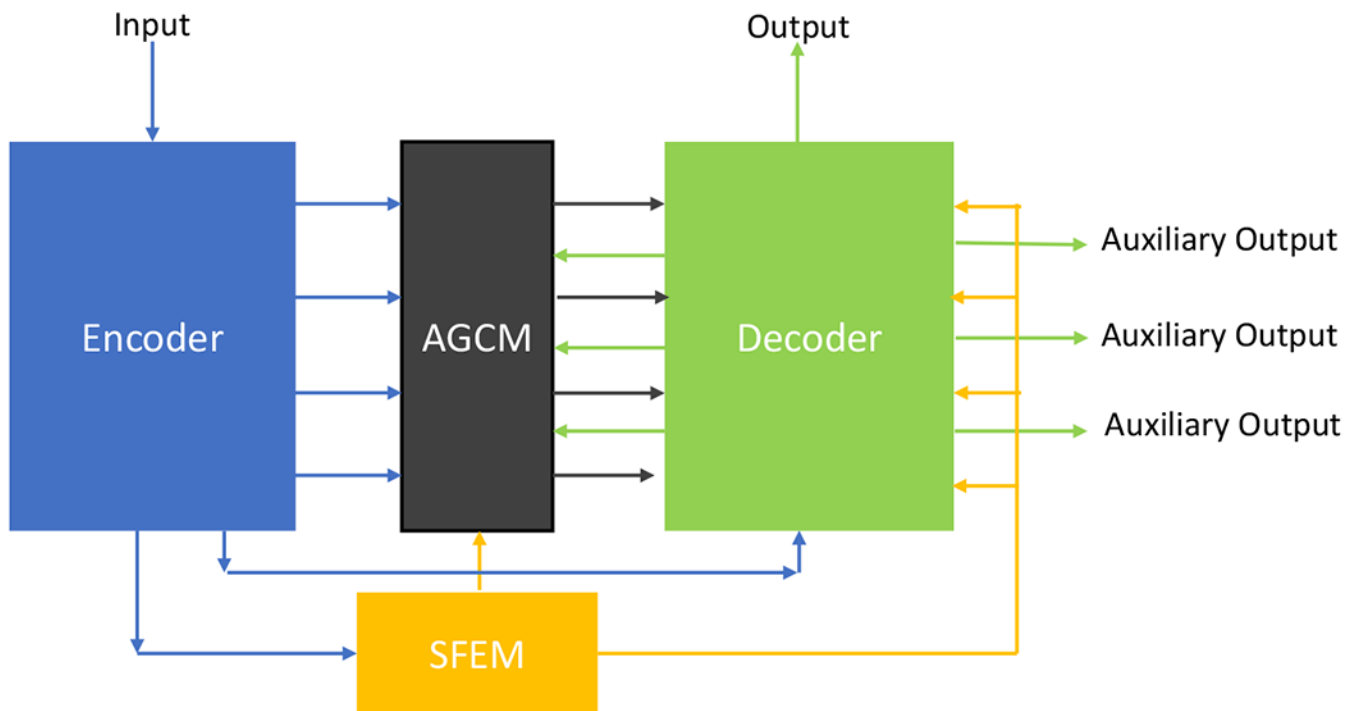 Input
Output
Encoder
AGCM
Decoder
Auxiliary Output
Auxiliary Output
Auxiliary Output
SFEM